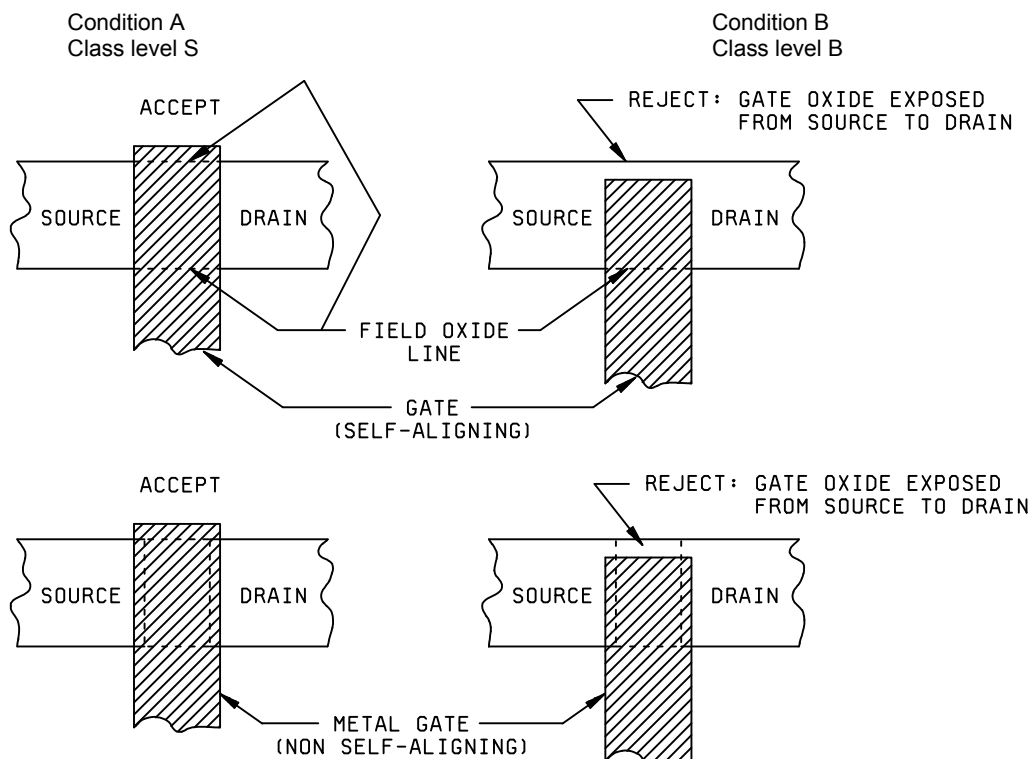 Condition A
Class level S
Condition B
Class level B
ACCEPT
REJECT: GATE OXIDE EXPOSED
FROM SOURCE TO DRAIN
SOURCE
DRAIN
SOURCE
DRAIN
FIELD OXIDE
LINE
GATE
(SELF-ALIGNING)
ACCEPT
REJECT: GATE OXIDE EXPOSED
FROM SOURCE TO DRAIN
SOURCE
DRAIN
SOURCE
DRAIN
METAL GATE
(NON SELF-ALIGNING)